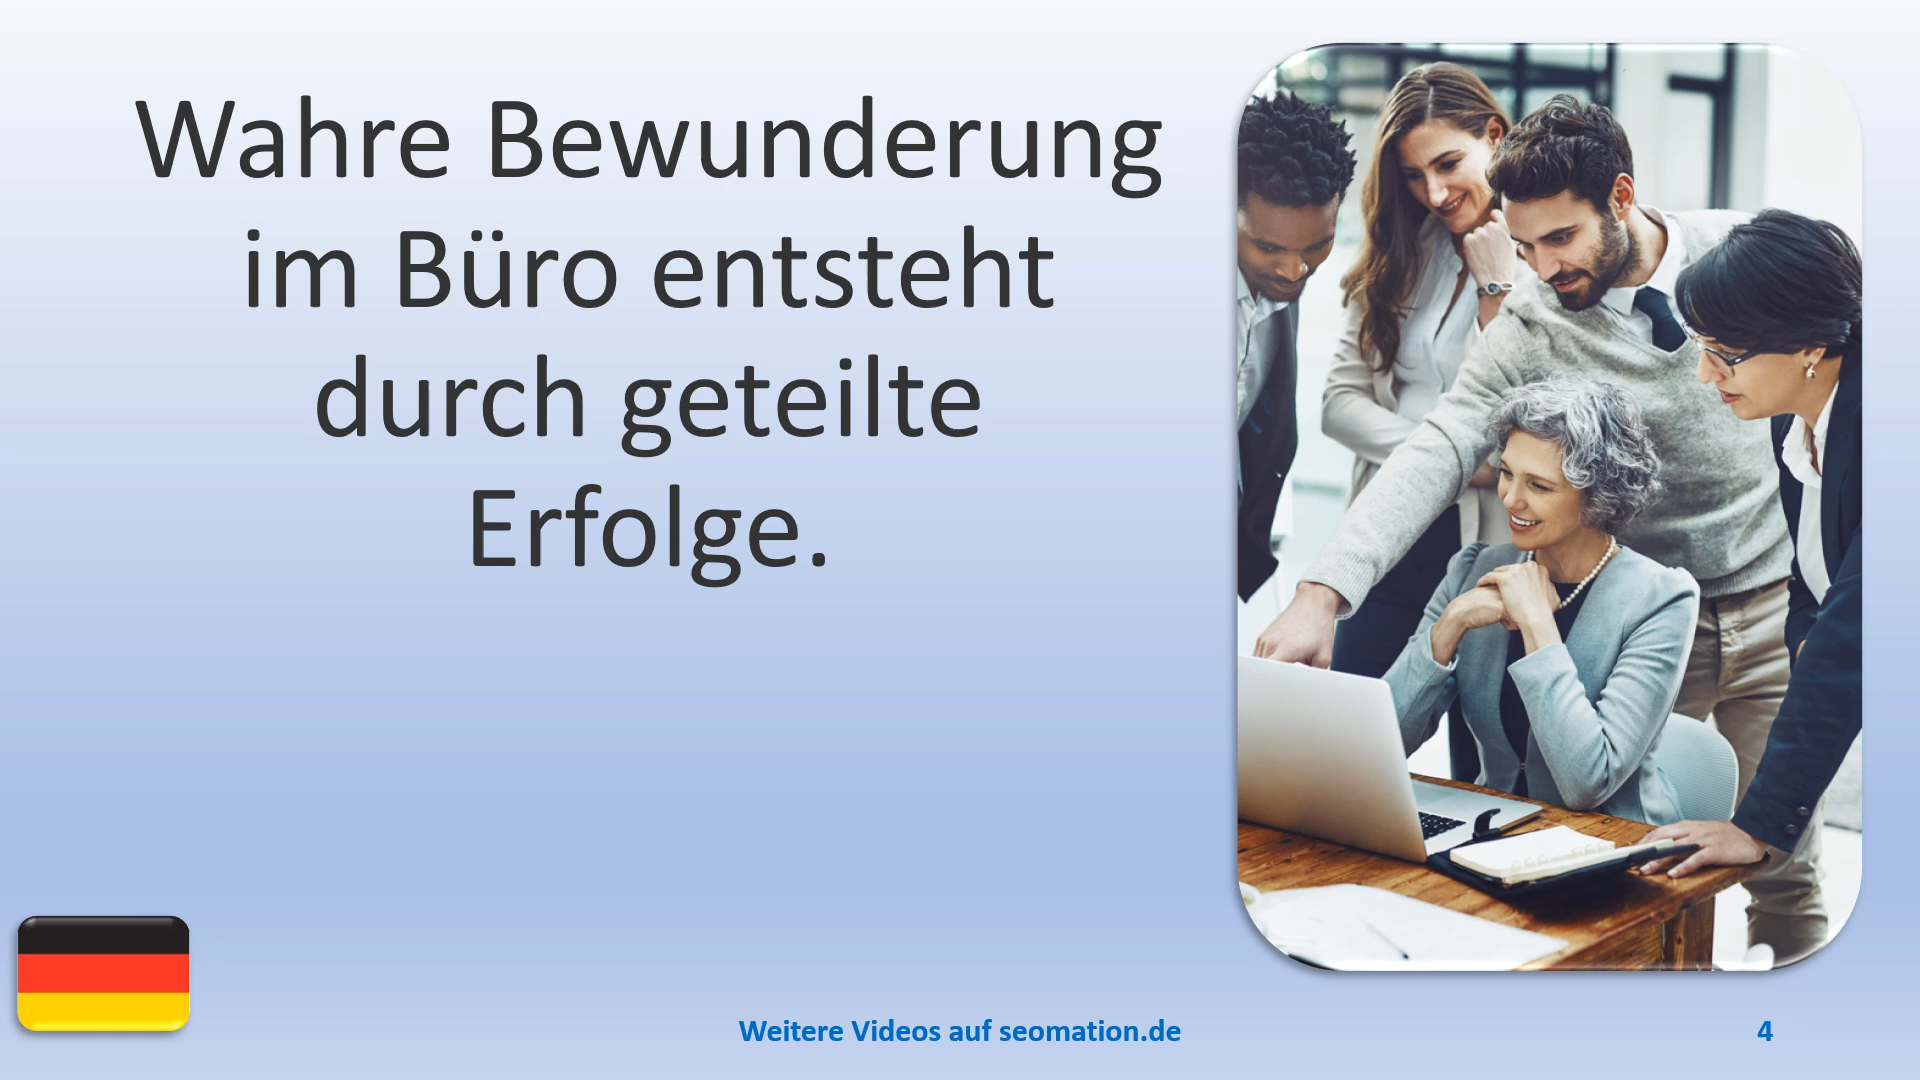 Wahre Bewunderung
im Büro entsteht
durch geteilte
Erfolge.
Weitere Videos auf seomation.de
4